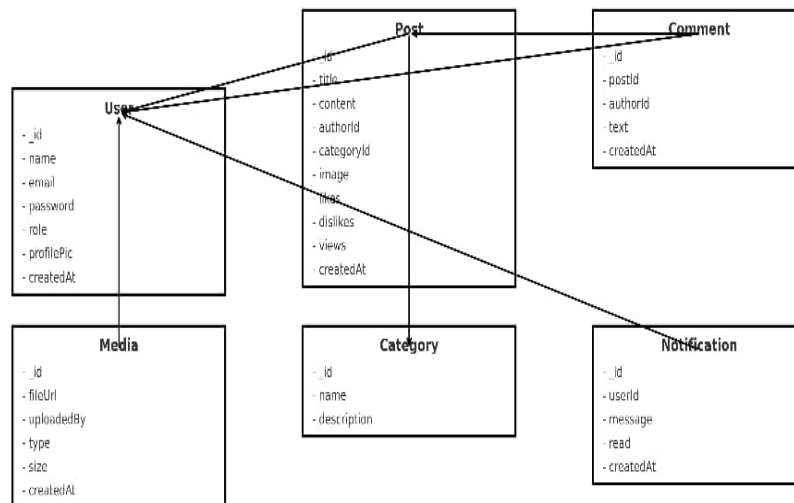 User
- _id
- name
- email
- password
- role
- profilePic
- createdAt
Post
- _id
- title
- content
- authorId
- categoryId
- image
- likes
- dislikes
- views
- createdAt
Comment
- _id
- postId
- authorId
- text
- createdAt
Media
- _id
- fileUrl
- uploadedBy
- type
- size
- createdAt
Category
- _id
- name
- description
Notification
- _id
- userId
- message
- read
- createdAt